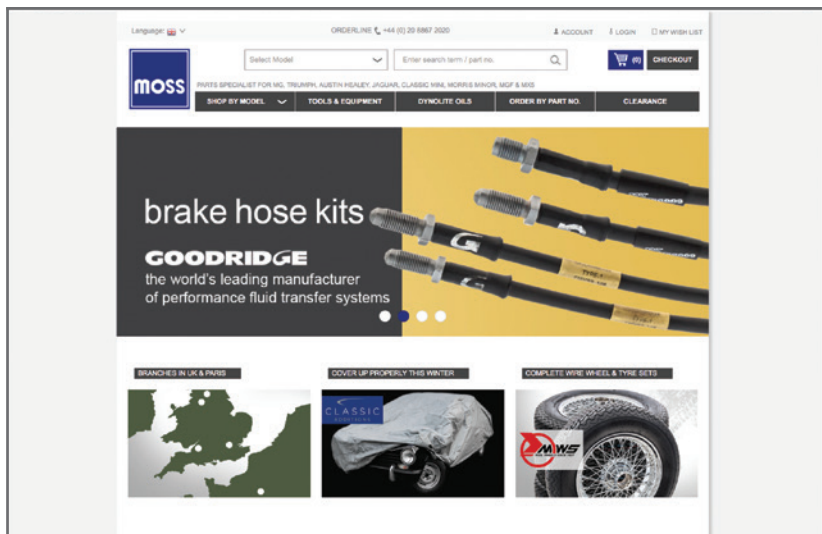 Language:
ORDERLINE +44 (0) 20 8867 2020
ACCOUNT
LOGIN
MY WISH LIST
moss
Select Model
Enter search term / part no.
(0)
CHECKOUT
PARTS SPECIALIST FOR MG, TRIUMPH, AUSTIN HEALEY, JAGUAR, CLASSIC MINI, MORRIS MINOR, MGF & MX5
SHOP BY MODEL
TOOLS & EQUIPMENT
DYNOLITE OILS
ORDER BY PART NO.
CLEARANCE
brake hose kits
GOODRIDGE
the world's leading manufacturer
of performance fluid transfer systems
BRANCHES IN UK & PARIS
COVER UP PROPERLY THIS WINTER
COMPLETE WIRE WHEEL & TYRE SETS
CLASSIC
MWS